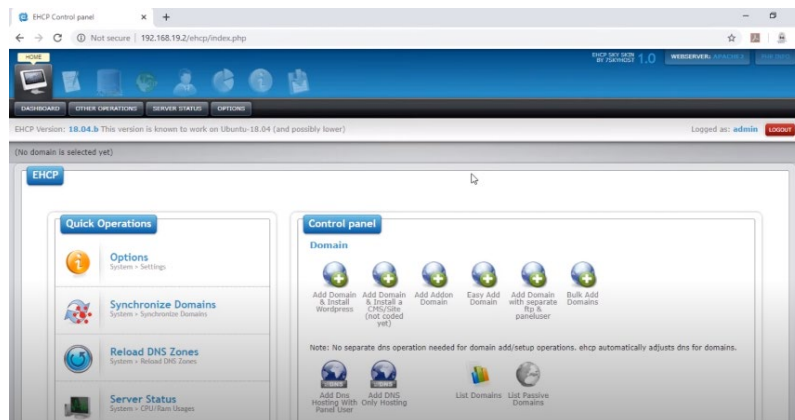 EHCP Control panel
Not secure | 192.168.19.2/ehcp/index.php
HOME
EHCP SKY SKIN
BY 7SKYHOST 1.0
WEBSERVER: APACHE2
DASHBOARD OTHER OPERATIONS SERVER STATUS OPTIONS
EHCP Version: 18.04.b This version is known to work on Ubuntu-18.04 (and possibly lower)
Logged as: admin LOGOUT
(No domain is selected yet)
EHCP
Quick Operations
Options
System > Settings
Synchronize Domains
System > Synchronize Domains
Reload DNS Zones
System > Reload DNS Zones
Server Status
System > CPU/Ram Usages
Control panel
Domain
Add Domain
& Install
Wordpress
Add Domain
& Install a
CMS/Site
(not coded
yet)
Add Addon
Domain
Easy Add
Domain
Add Domain
with separate
ftp &
paneluser
Bulk Add
Domains
Note: No separate dns operation needed for domain add/setup operations. ehcp automatically adjusts dns for domains.
Add Dns
Hosting With
Panel User
Add DNS
Only Hosting
List Domains
List Passive
Domains